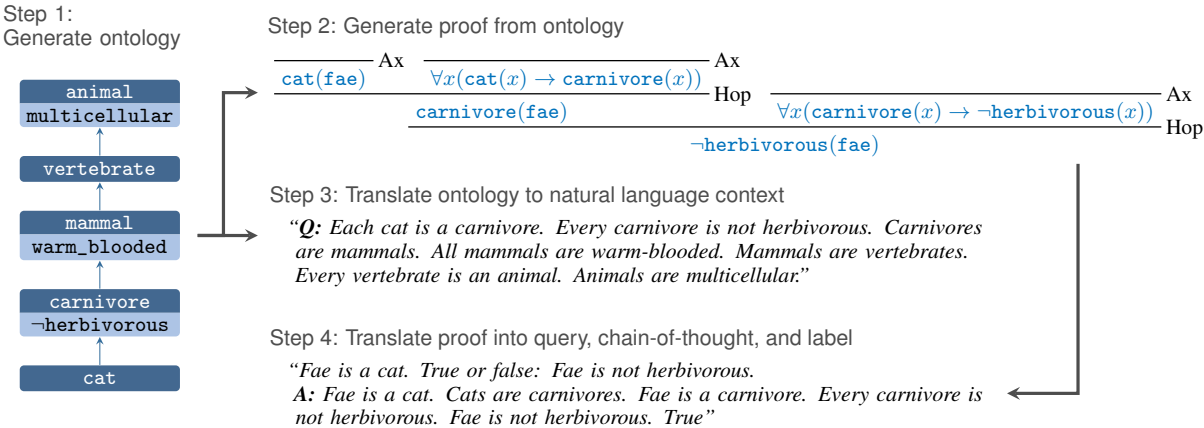 Step 1:
Generate ontology
animal
multicellular
vertebrate
mammal
warm_blooded
carnivore
¬herbivorous
cat
Step 2: Generate proof from ontology
Ax
cat(fae)
Ax
∀x(cat(x) → carnivore(x))
Hop
carnivore(fae)
Ax
∀x(carnivore(x) → ¬herbivorous(x))
Hop
¬herbivorous(fae)
Step 3: Translate ontology to natural language context
“Q: Each cat is a carnivore. Every carnivore is not herbivorous. Carnivores
are mammals. All mammals are warm-blooded. Mammals are vertebrates.
Every vertebrate is an animal. Animals are multicellular.”
Step 4: Translate proof into query, chain-of-thought, and label
“Fae is a cat. True or false: Fae is not herbivorous.
A: Fae is a cat. Cats are carnivores. Fae is a carnivore. Every carnivore is
not herbivorous. Fae is not herbivorous. True”